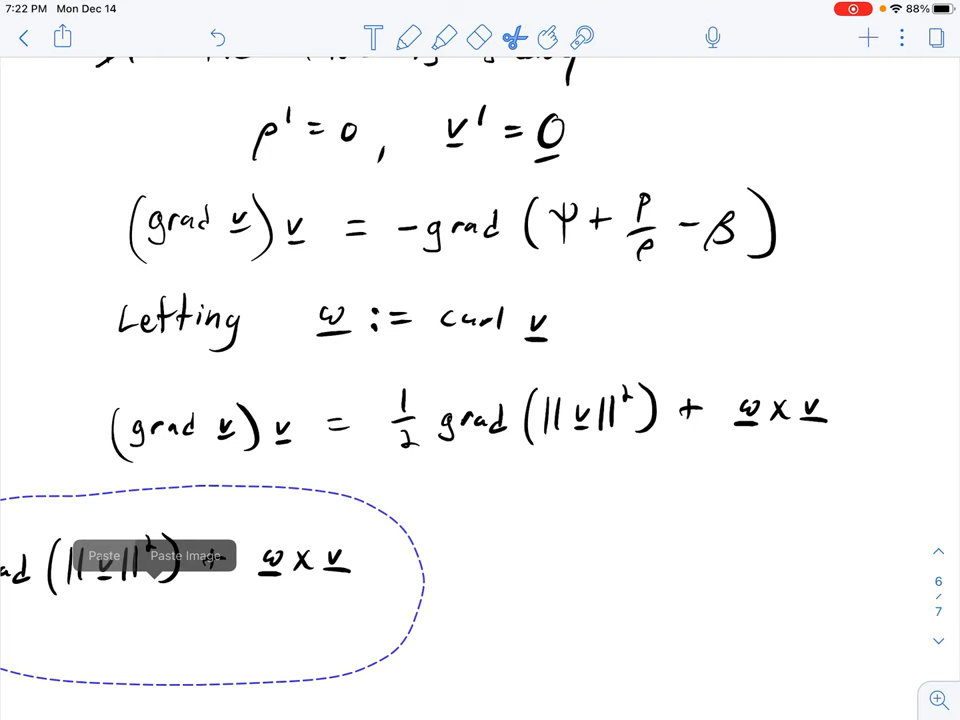 7:22 PM Mon Dec 14 88%
ρ' = 0, v' = 0
(grad v) v = -grad (ψ + p/ρ - β)
Letting ω := curl v
(grad v) v = 1/2 grad (||v||²) + ω × v
ad (||v||²) + ω × v
Paste Paste Image
6
/
7